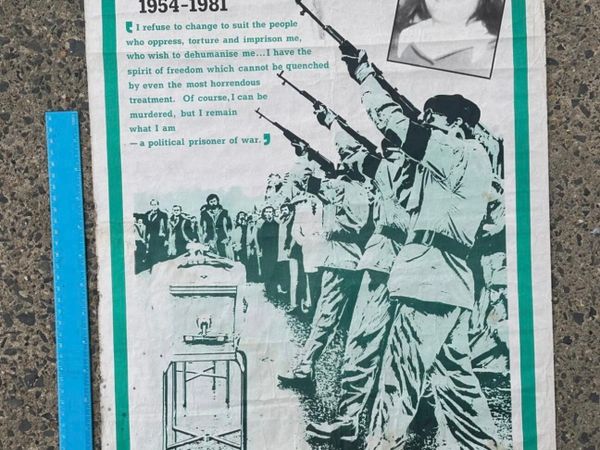 1954-1981
❛I refuse to change to suit the people
who oppress, torture and imprison me,
who wish to dehumanise me...I have the
spirit of freedom which cannot be quenched
by even the most horrendous
treatment. Of course, I can be
murdered, but I remain
what I am
—a political prisoner of war.❜